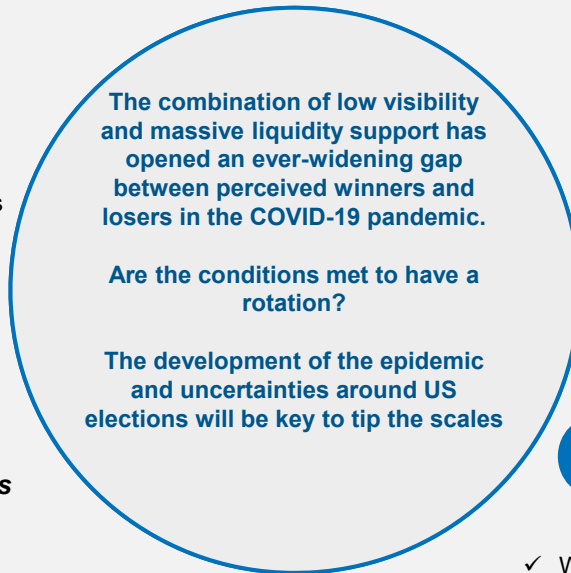 The combination of low visibility
and massive liquidity support has
opened an ever-widening gap
between perceived winners and
losers in the COVID-19 pandemic.
Are the conditions met to have a
rotation?
The development of the epidemic
and uncertainties around US
elections will be key to tip the scales